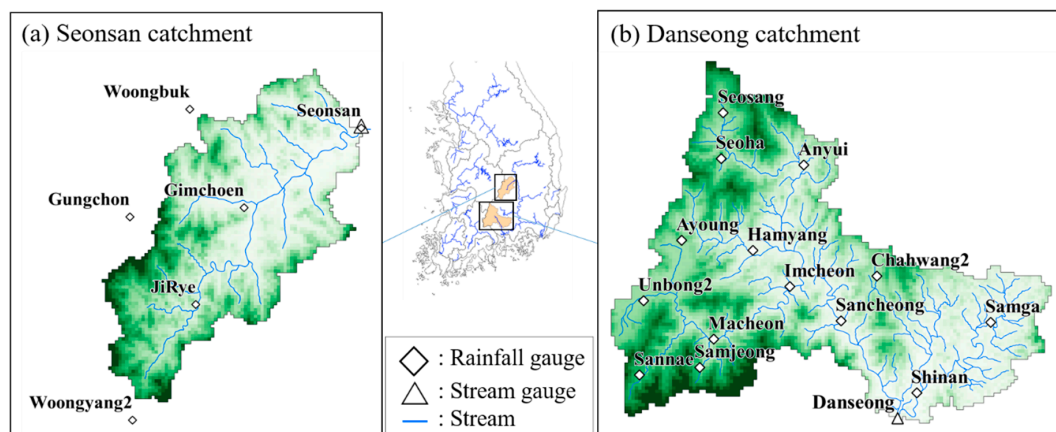 (a) Seonsan catchment
Woongbuk
Seonsan
Gungchon
Gimchoen
JiRye
Woongyang2
: Rainfall gauge
: Stream gauge
: Stream
(b) Danseong catchment
Seosang
Seoha
Anyui
Ayoung
Hamyang
Imcheon
Chahwang2
Unbong2
Sancheong
Samga
Macheon
Sannae
Samjeong
Shinan
Danseong